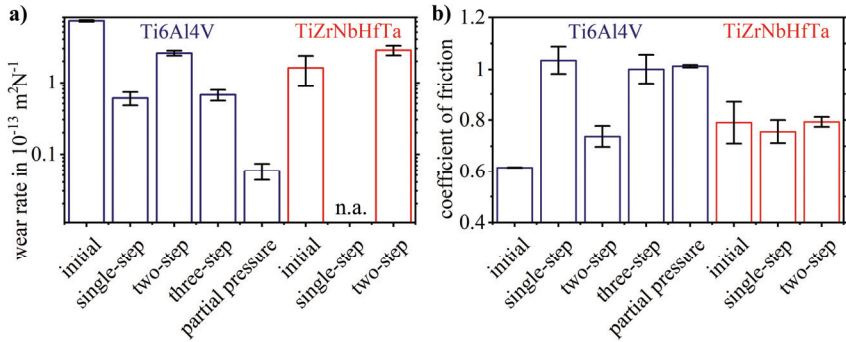 a)
Ti6Al4V
TiZrNbHfTa
wear rate in 10⁻¹³ m²N⁻¹
1
0.1
n.a.
initial
single-step
two-step
three-step
partial pressure
initial
single-step
two-step
b)
Ti6Al4V
TiZrNbHfTa
coefficient of friction
1.2
1
0.8
0.6
0.4
initial
single-step
two-step
three-step
partial pressure
initial
single-step
two-step